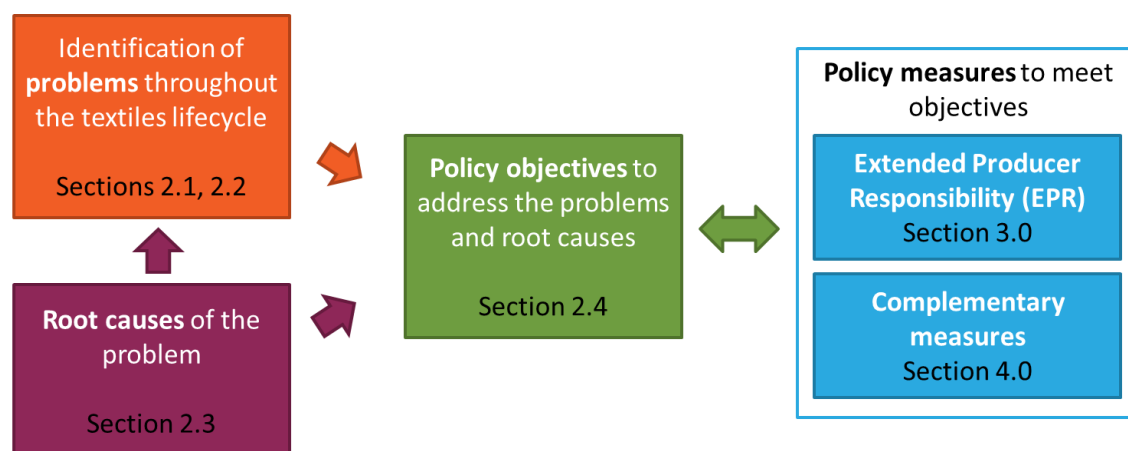 Identification of
problems throughout
the textiles lifecycle
Sections 2.1, 2.2
Root causes of the
problem
Section 2.3
Policy objectives to
address the problems
and root causes
Section 2.4
Policy measures to meet
objectives
Extended Producer
Responsibility (EPR)
Section 3.0
Complementary
measures
Section 4.0